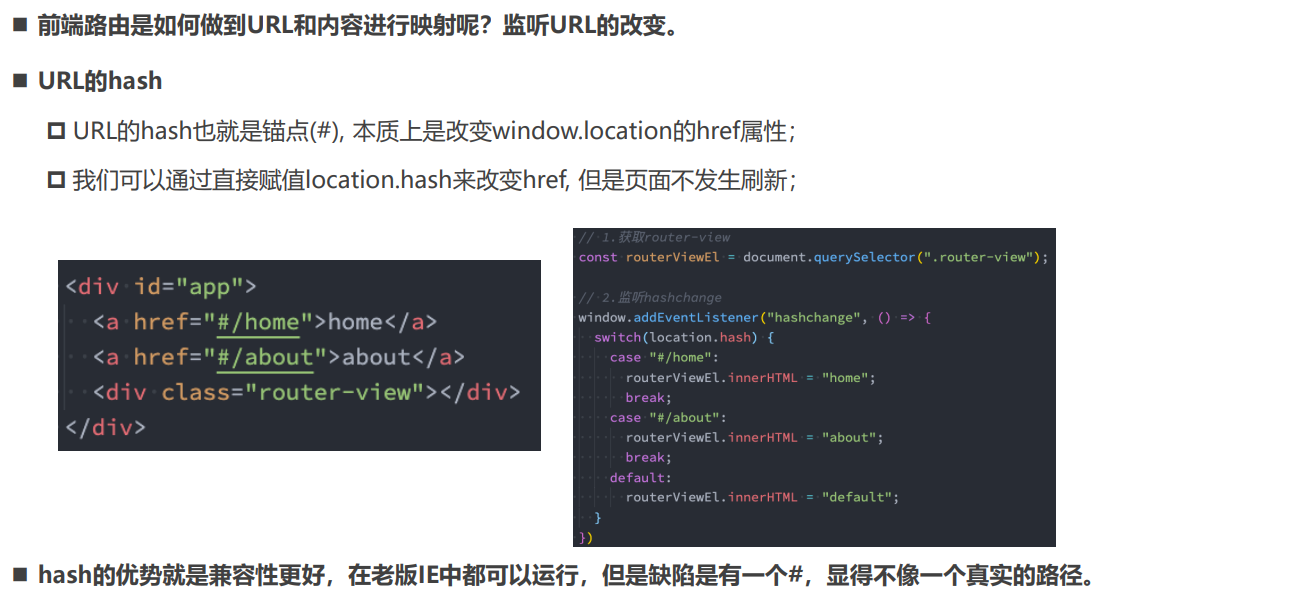 前端路由是如何做到URL和内容进行映射呢？监听URL的改变。
URL的hash
URL的hash也就是锚点(#), 本质上是改变window.location的href属性；
我们可以通过直接赋值location.hash来改变href, 但是页面不发生刷新；
<div id="app">
  <a href="#/home">home</a>
  <a href="#/about">about</a>
  <div class="router-view"></div>
</div>
// 1.获取router-view
const routerViewEl = document.querySelector(".router-view");
// 2.监听hashchange
window.addEventListener("hashchange", () => {
  switch(location.hash) {
    case "#/home":
      routerViewEl.innerHTML = "home";
      break;
    case "#/about":
      routerViewEl.innerHTML = "about";
      break;
    default:
      routerViewEl.innerHTML = "default";
  }
})
hash的优势就是兼容性更好，在老版IE中都可以运行，但是缺陷是有一个#，显得不像一个真实的路径。